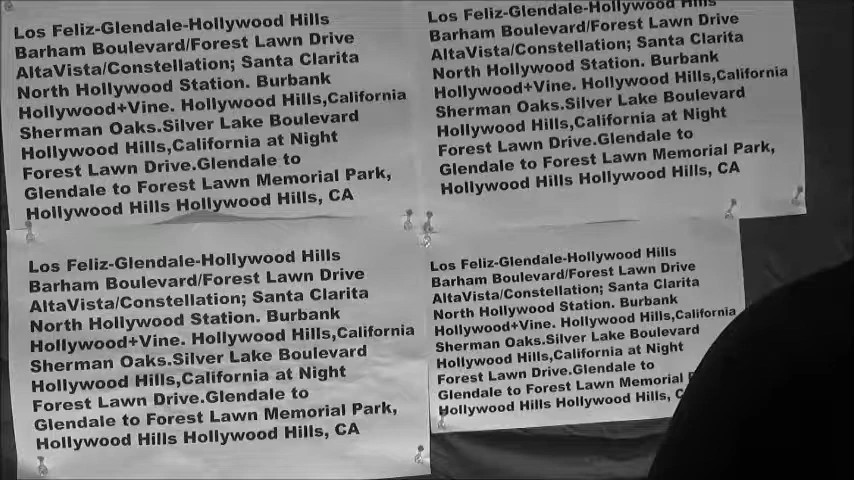 Los Feliz-Glendale-Hollywood Hills
Barham Boulevard/Forest Lawn Drive
AltaVista/Constellation; Santa Clarita
North Hollywood Station. Burbank
Hollywood+Vine. Hollywood Hills,California
Sherman Oaks.Silver Lake Boulevard
Hollywood Hills,California at Night
Forest Lawn Drive.Glendale to
Glendale to Forest Lawn Memorial Park,
Hollywood Hills Hollywood Hills, CA
Los Feliz-Glendale-Hollywood Hills
Barham Boulevard/Forest Lawn Drive
AltaVista/Constellation; Santa Clarita
North Hollywood Station. Burbank
Hollywood+Vine. Hollywood Hills,California
Sherman Oaks.Silver Lake Boulevard
Hollywood Hills,California at Night
Forest Lawn Drive.Glendale to
Glendale to Forest Lawn Memorial Park,
Hollywood Hills Hollywood Hills, CA
Los Feliz-Glendale-Hollywood Hills
Barham Boulevard/Forest Lawn Drive
AltaVista/Constellation; Santa Clarita
North Hollywood Station. Burbank
Hollywood+Vine. Hollywood Hills,California
Sherman Oaks.Silver Lake Boulevard
Hollywood Hills,California at Night
Forest Lawn Drive.Glendale to
Glendale to Forest Lawn Memorial Park,
Hollywood Hills Hollywood Hills, CA
Los Feliz-Glendale-Hollywood Hills
Barham Boulevard/Forest Lawn Drive
AltaVista/Constellation; Santa Clarita
North Hollywood Station. Burbank
Hollywood+Vine. Hollywood Hills,California
Sherman Oaks.Silver Lake Boulevard
Hollywood Hills,California at Night
Forest Lawn Drive.Glendale to
Glendale to Forest Lawn Memorial
Hollywood Hills Hollywood Hills,